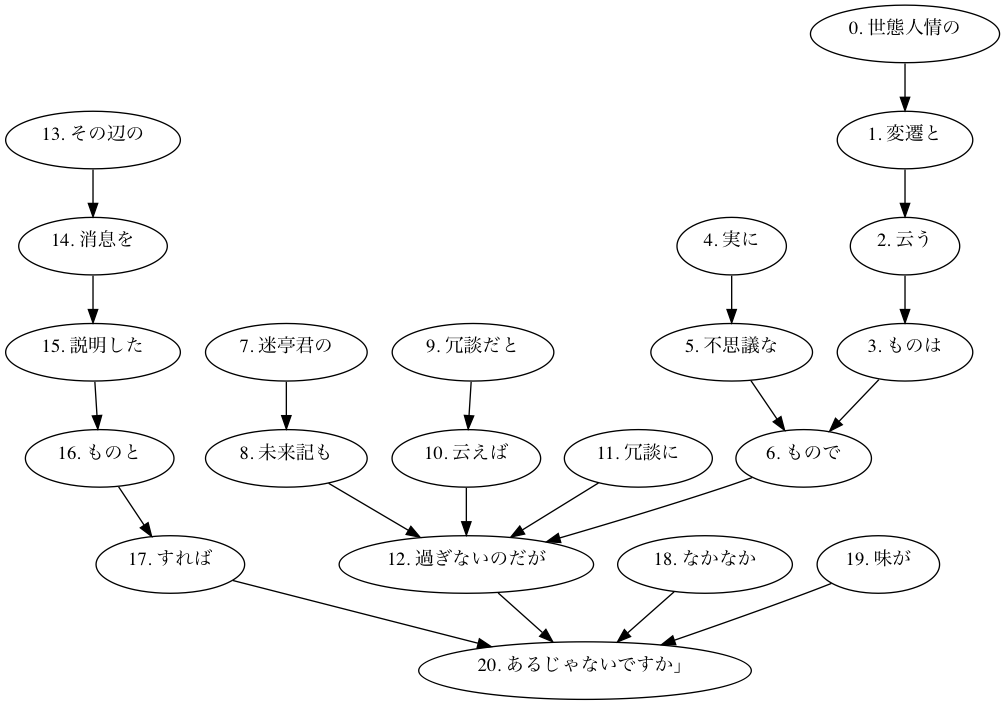 0. 世態人情の
13. その辺の
1. 変遷と
14. 消息を
4. 実に
2. 云う
15. 説明した
7. 迷亭君の
9. 冗談だと
5. 不思議な
3. ものは
16. ものと
8. 未来記も
10. 云えば
11. 冗談に
6. もので
17. すれば
12. 過ぎないのだが
18. なかなか
19. 味が
20. あるじゃないですか」